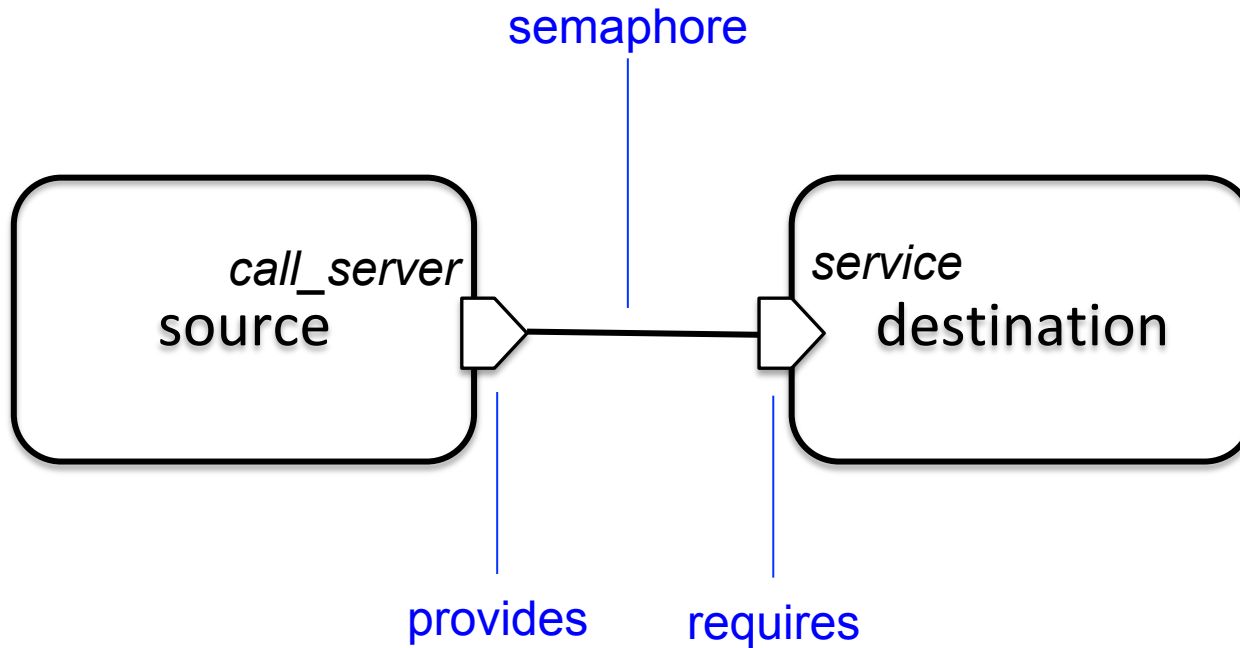 semaphore
call_server
service
source
destination
provides
requires